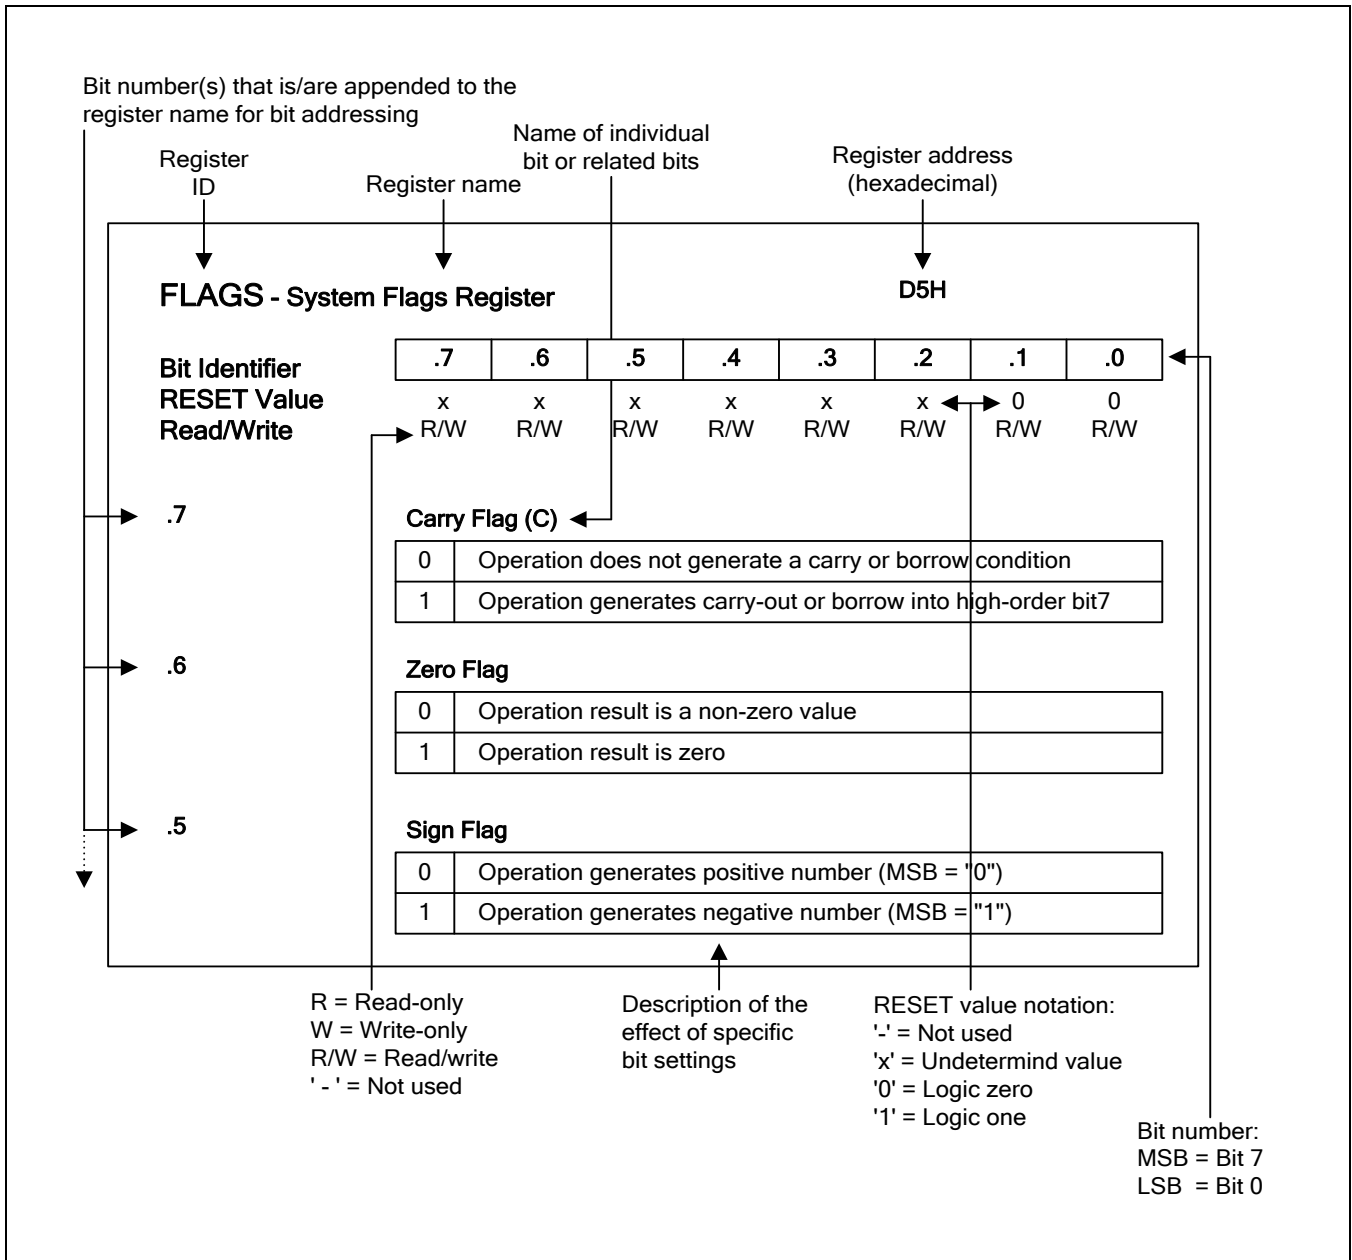 Bit number(s) that is/are appended to the
register name for bit addressing
Register
ID
Register name
Name of individual
bit or related bits
Register address
(hexadecimal)
FLAGS - System Flags Register
D5H
Bit Identifier
.7 .6 .5 .4 .3 .2 .1 .0
RESET Value
x x x x x x 0 0
Read/Write
R/W R/W R/W R/W R/W R/W R/W R/W
.7
Carry Flag (C)
0 Operation does not generate a carry or borrow condition
1 Operation generates carry-out or borrow into high-order bit7
.6
Zero Flag
0 Operation result is a non-zero value
1 Operation result is zero
.5
Sign Flag
0 Operation generates positive number (MSB = "0")
1 Operation generates negative number (MSB = "1")
R = Read-only
W = Write-only
R/W = Read/write
' - ' = Not used
Description of the
effect of specific
bit settings
RESET value notation:
'-' = Not used
'x' = Undetermind value
'0' = Logic zero
'1' = Logic one
Bit number:
MSB = Bit 7
LSB = Bit 0